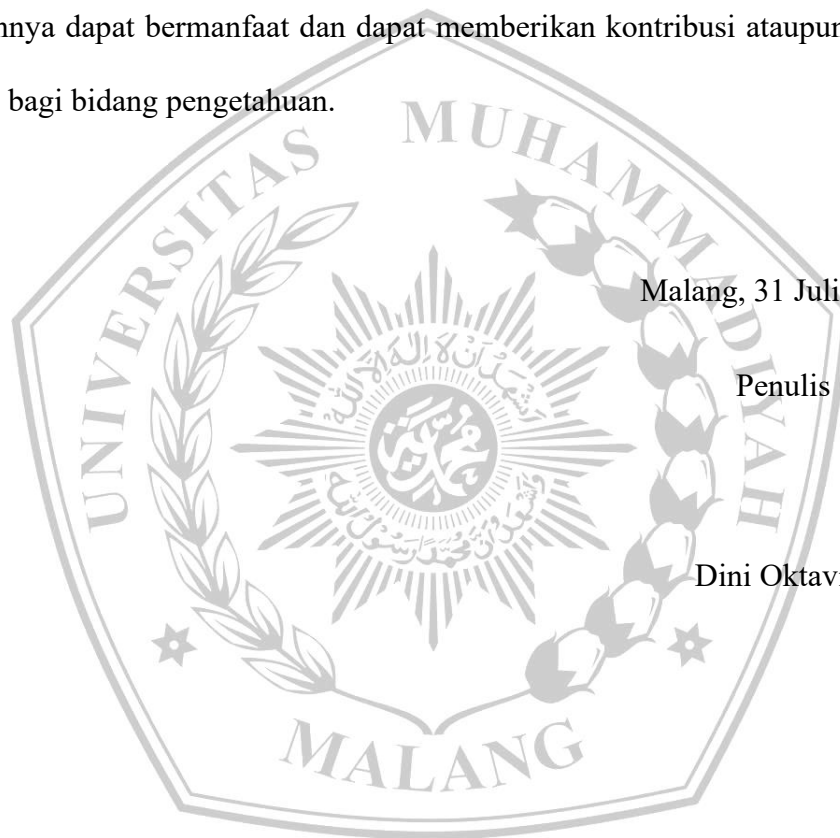 nnya dapat bermanfaat dan dapat memberikan kontribusi ataupun
bagi bidang pengetahuan.
UNIVERSITAS MUHAMMADIYAH
Malang, 31 Juli
Penulis
Dini Oktav
MALANG